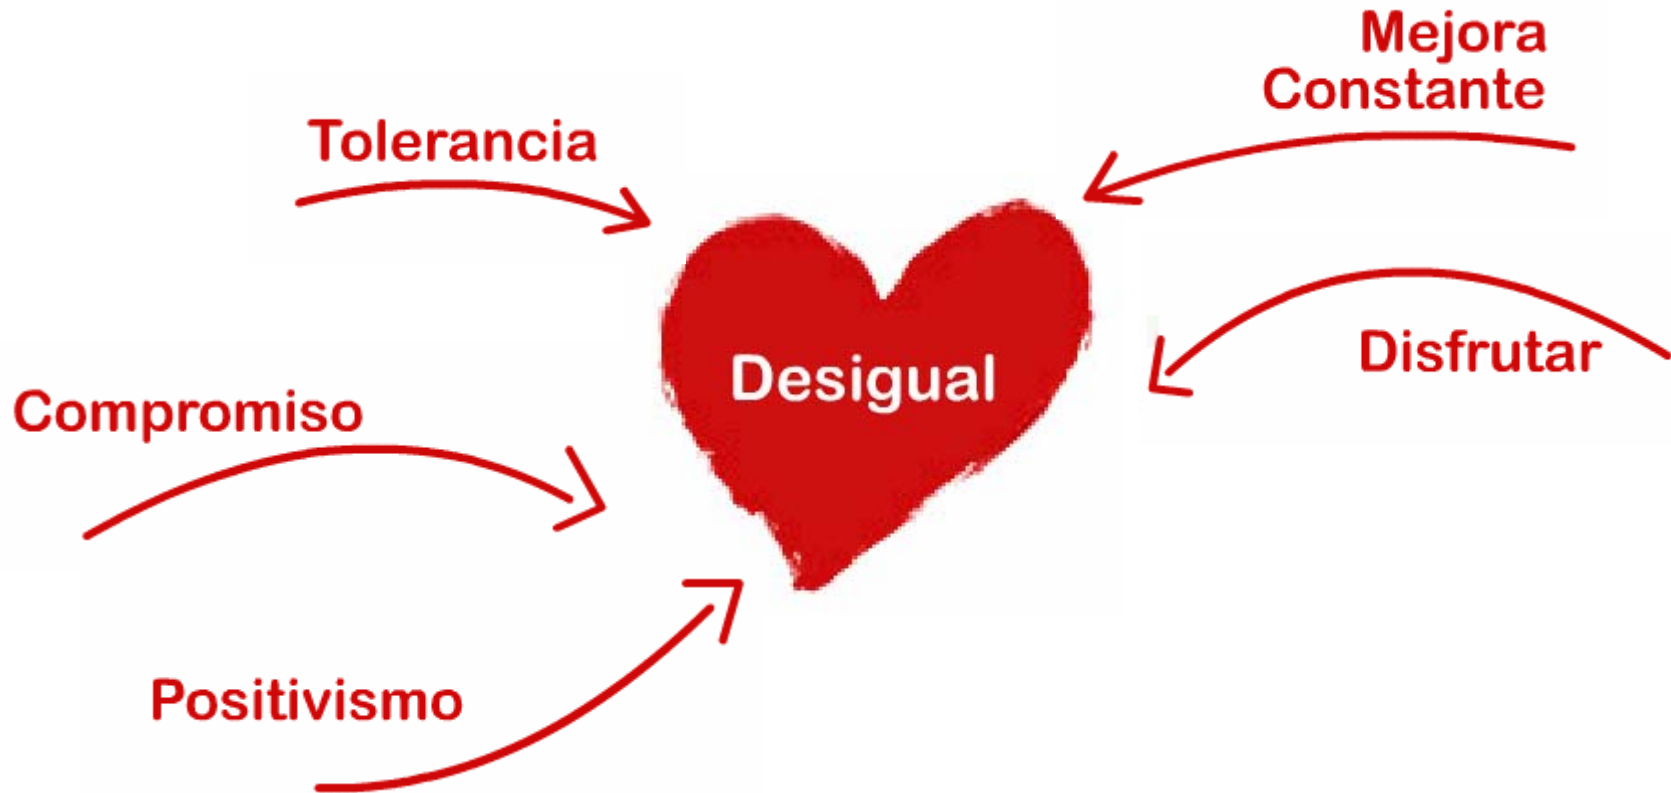 Mejora
Constante
Tolerancia
Disfrutar
Desigual
Compromiso
Positivismo